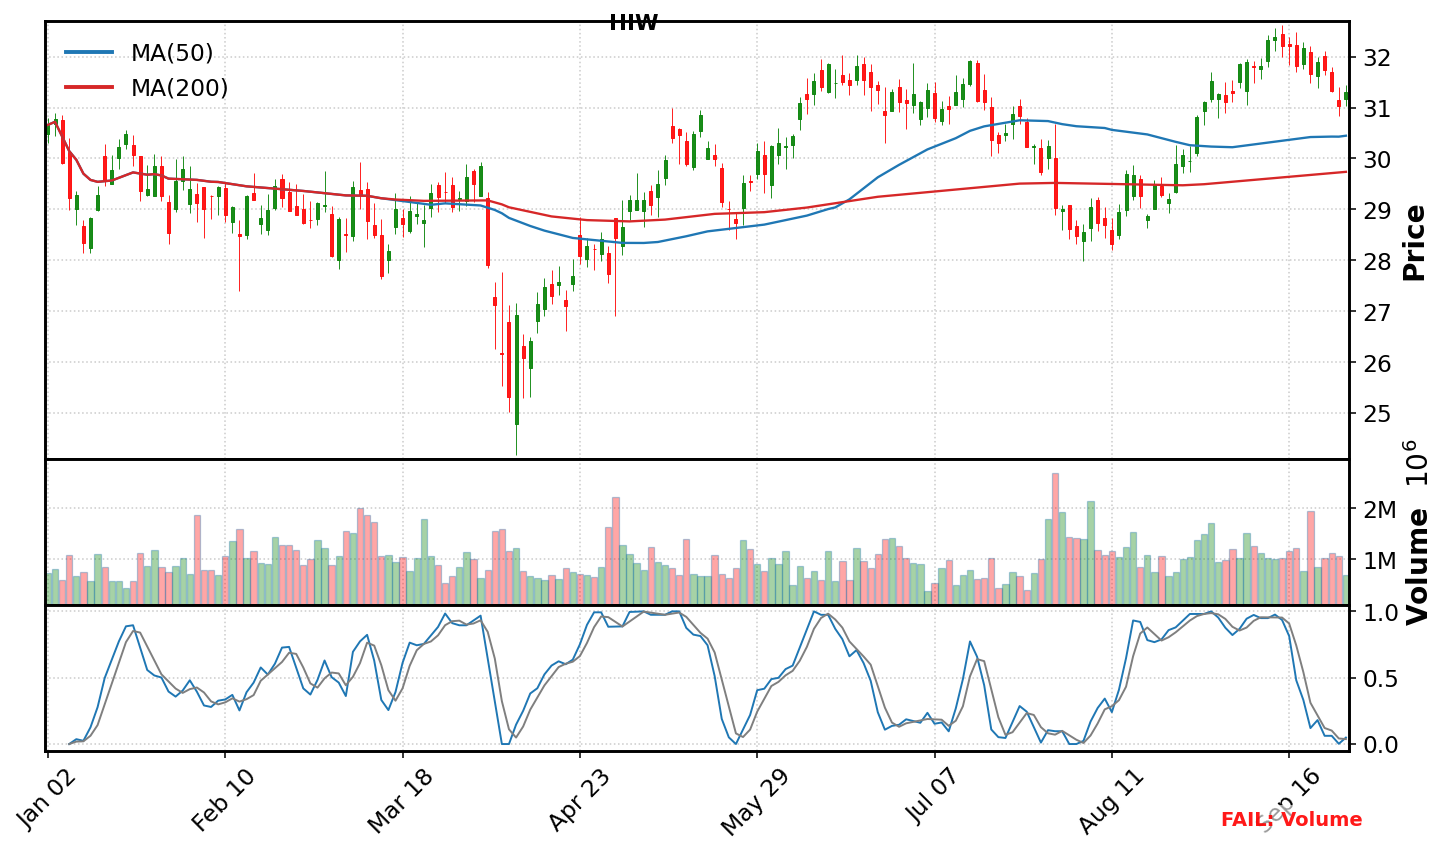 HIW
MA(50)
MA(200)
32
31
30
29
28
27
26
25
Price
10⁶
2M
1M
Volume
1.0
0.5
0.0
Jan 02
Feb 10
Mar 18
Apr 23
May 29
Jul 07
Aug 11
Sep 16
FAIL: Volume